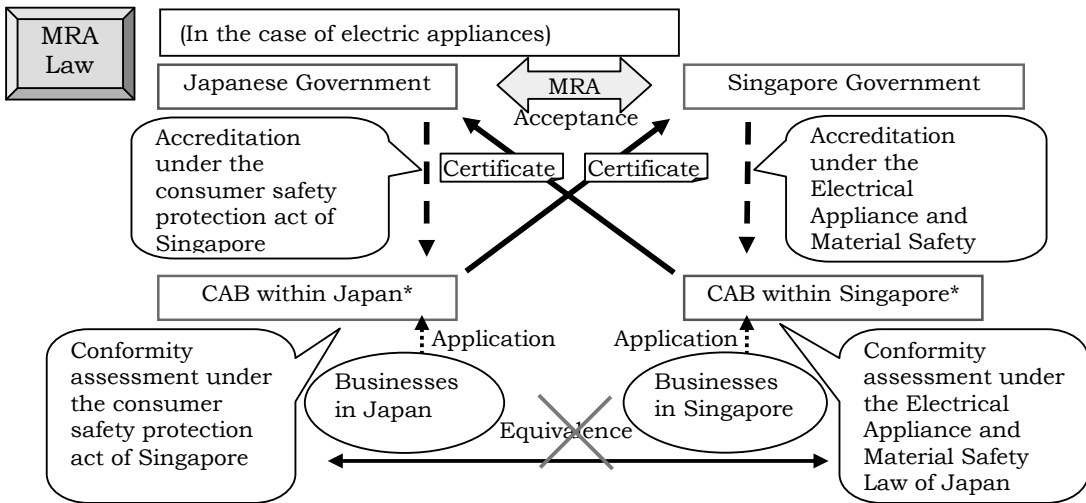 MRA
Law
(In the case of electric appliances)
Japanese Government
MRA
Singapore Government
Acceptance
Accreditation
under the
consumer safety
protection act of
Singapore
Certificate
Certificate
Accreditation
under the
Electrical
Appliance and
Material Safety
CAB within Japan*
CAB within Singapore*
Application
Application
Conformity
assessment under
the consumer
safety protection
act of Singapore
Businesses
in Japan
Businesses
in Singapore
Conformity
assessment under
the Electrical
Appliance and
Material Safety
Law of Japan
Equivalence